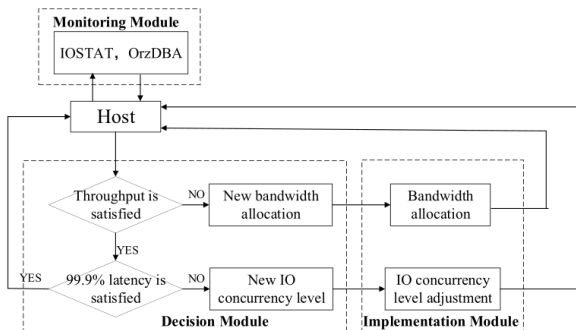 Monitoring Module
IOSTAT, OrzDBA
Host
Throughput is
satisfied
NO
New bandwidth
allocation
Bandwidth
allocation
YES
YES
99.9% latency is
satisfied
NO
New IO
concurrency level
IO concurrency
level adjustment
Decision Module
Implementation Module